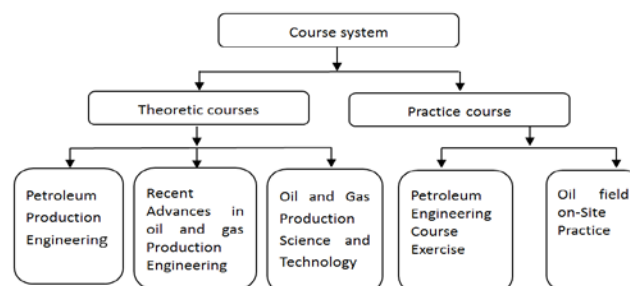 Course system
Theoretic courses
Practice course
Petroleum
Production
Engineering
Recent
Advances in
oil and gas
Production
Engineering
Oil and Gas
Production
Science and
Technology
Petroleum
Engineering
Course
Exercise
Oil field
on-Site
Practice